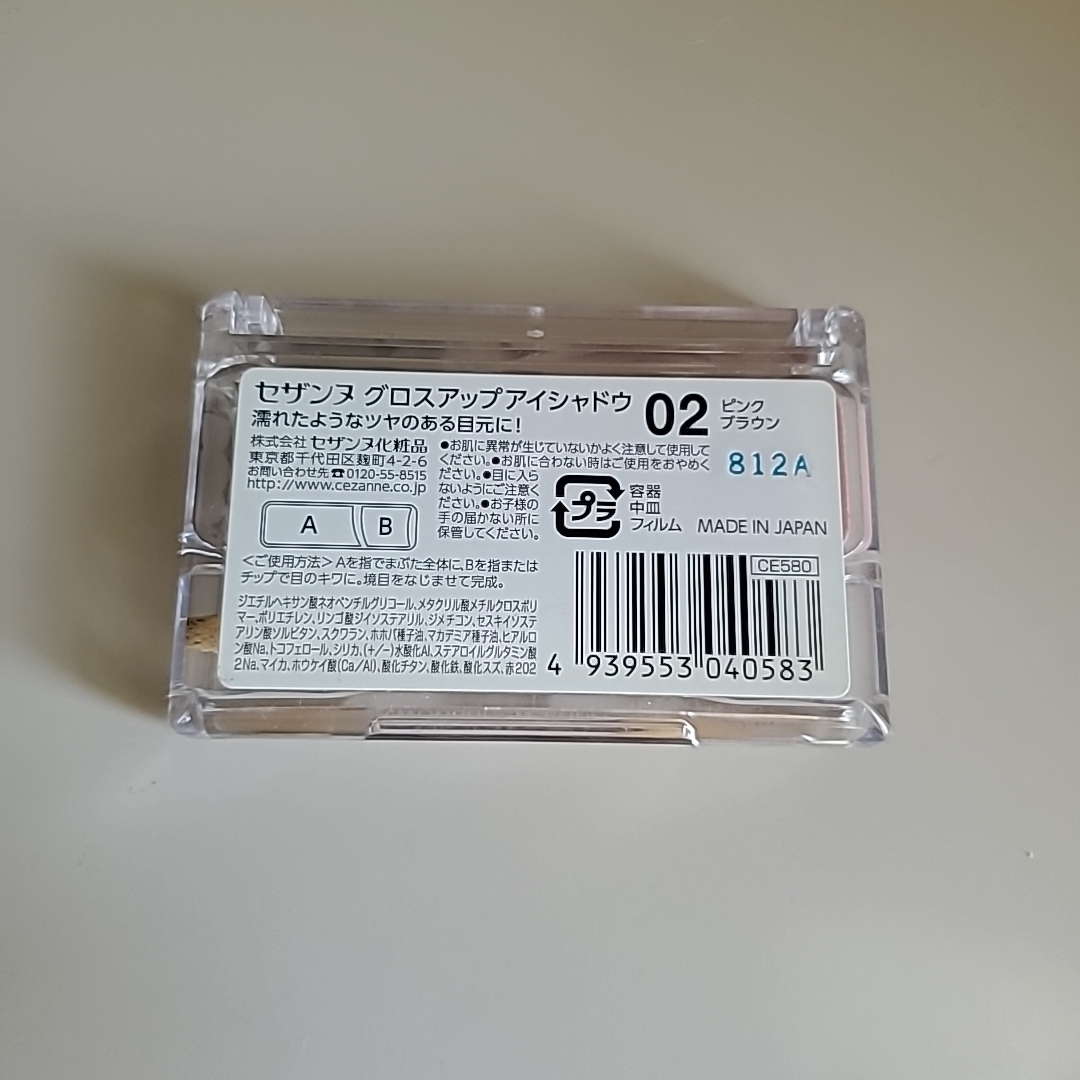 セザンヌ グロスアップアイシャドウ
02 ピンク
ブラウン
濡れたようなツヤのある目元に!
株式会社 セザンヌ化粧品
東京都千代田区麹町4-2-6
お問い合わせ先☎0120-55-8515
http://www.cezanne.co.jp
●お肌に異常が生じていないかよく注意して使用して
ください。●お肌に合わない時はご使用をおやめく
ださい。●目に入ら
ないようにご注意く
ださい。●お子様の
手の届かない所に
保管してください。
812A
プラ
容器
中皿
フィルム
MADE IN JAPAN
A B
<ご使用方法>Aを指でまぶた全体に、Bを指または
チップで目のキワに。境目をなじませて完成。
ジエチルヘキサン酸ネオペンチルグリコール、メタクリル酸メチルクロスポリ
マー、ポリエチレン、リンゴ酸ジイソステアリル、ジメチコン、セスキイソステ
アリン酸ソルビタン、スクワラン、ホホバ種子油、マカデミア種子油、ヒアルロ
ン酸Na、トコフェロール、シリカ、(+/-)水酸化Al、ステアロイルグルタミン酸
2Na、マイカ、ホウケイ酸(Ca/Al)、酸化チタン、酸化鉄、酸化スズ、赤202
CE580
4 939553 040583